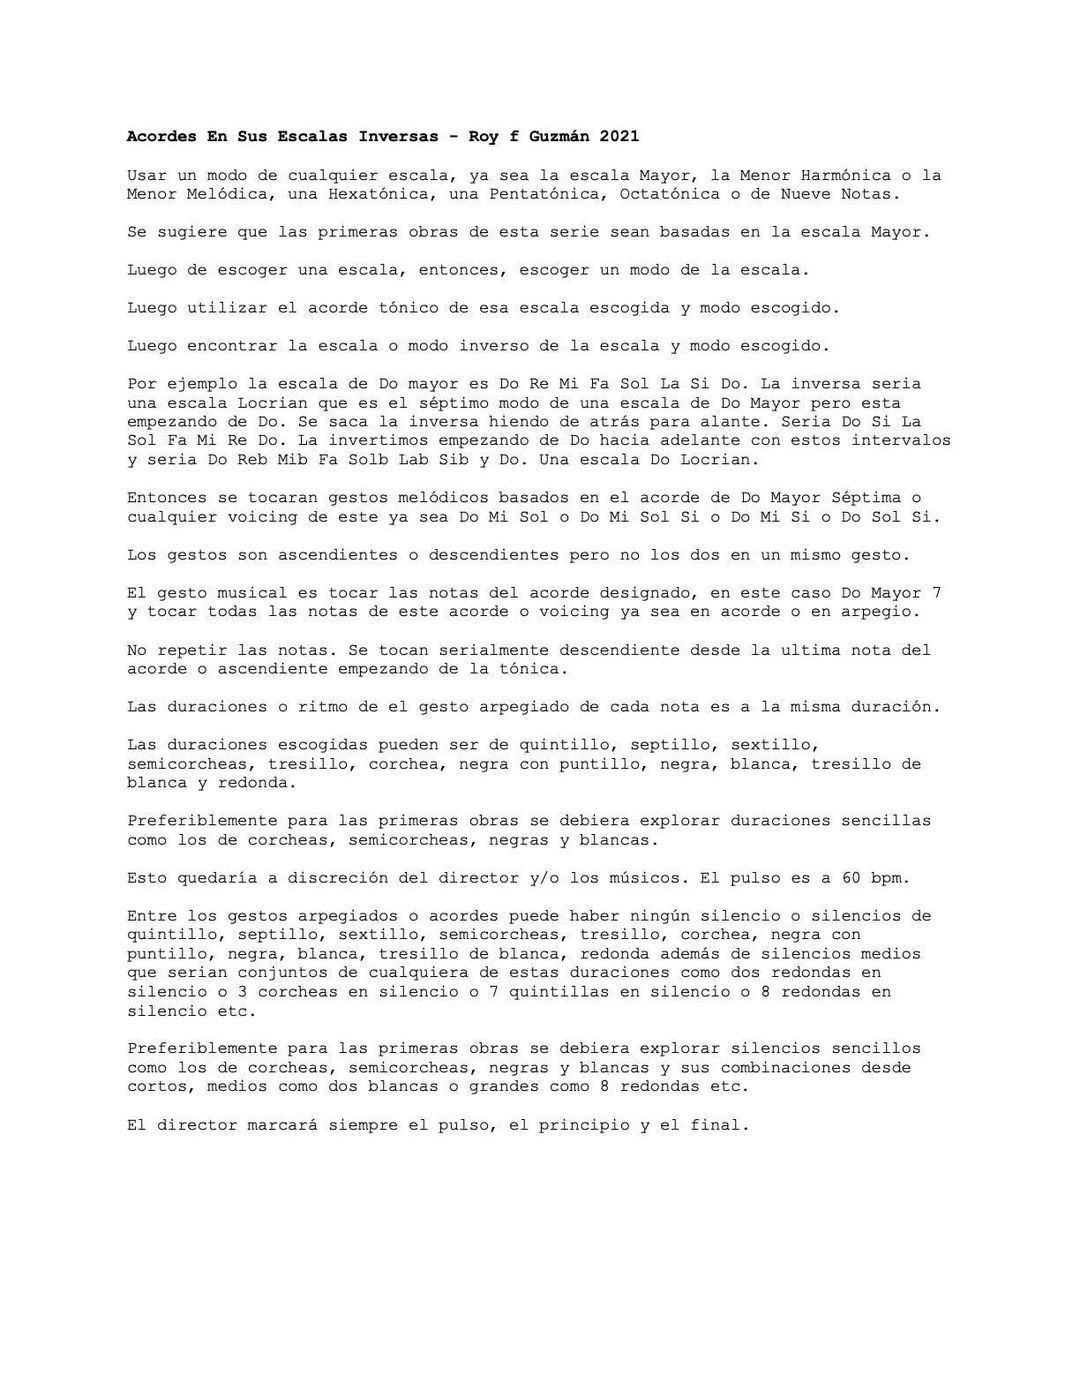 Acordes En Sus Escalas Inversas - Roy f Guzmán 2021
Usar un modo de cualquier escala, ya sea la escala Mayor, la Menor Harmónica o la
Menor Melódica, una Hexatónica, una Pentatónica, Octatónica o de Nueve Notas.
Se sugiere que las primeras obras de esta serie sean basadas en la escala Mayor.
Luego de escoger una escala, entonces, escoger un modo de la escala.
Luego utilizar el acorde tónico de esa escala escogida y modo escogido.
Luego encontrar la escala o modo inverso de la escala y modo escogido.
Por ejemplo la escala de Do mayor es Do Re Mi Fa Sol La Si Do. La inversa seria
una escala Locrian que es el séptimo modo de una escala de Do Mayor pero esta
empezando de Do. Se saca la inversa hiendo de atrás para alante. Seria Do Si La
Sol Fa Mi Re Do. La invertimos empezando de Do hacia adelante con estos intervalos
y seria Do Reb Mib Fa Solb Lab Sib y Do. Una escala Do Locrian.
Entonces se tocaran gestos melódicos basados en el acorde de Do Mayor Séptima o
cualquier voicing de este ya sea Do Mi Sol o Do Mi Sol Si o Do Mi Si o Do Sol Si.
Los gestos son ascendientes o descendientes pero no los dos en un mismo gesto.
El gesto musical es tocar las notas del acorde designado, en este caso Do Mayor 7
y tocar todas las notas de este acorde o voicing ya sea en acorde o en arpegio.
No repetir las notas. Se tocan serialmente descendiente desde la ultima nota del
acorde o ascendiente empezando de la tónica.
Las duraciones o ritmo de el gesto arpegiado de cada nota es a la misma duración.
Las duraciones escogidas pueden ser de quintillo, septillo, sextillo,
semicorcheas, tresillo, corchea, negra con puntillo, negra, blanca, tresillo de
blanca y redonda.
Preferiblemente para las primeras obras se debiera explorar duraciones sencillas
como los de corcheas, semicorcheas, negras y blancas.
Esto quedaría a discreción del director y/o los músicos. El pulso es a 60 bpm.
Entre los gestos arpegiados o acordes puede haber ningún silencio o silencios de
quintillo, septillo, sextillo, semicorcheas, tresillo, corchea, negra con
puntillo, negra, blanca, tresillo de blanca, redonda además de silencios medios
que serian conjuntos de cualquiera de estas duraciones como dos redondas en
silencio o 3 corcheas en silencio o 7 quintillas en silencio o 8 redondas en
silencio etc.
Preferiblemente para las primeras obras se debiera explorar silencios sencillos
como los de corcheas, semicorcheas, negras y blancas y sus combinaciones desde
cortos, medios como dos blancas o grandes como 8 redondas etc.
El director marcará siempre el pulso, el principio y el final.